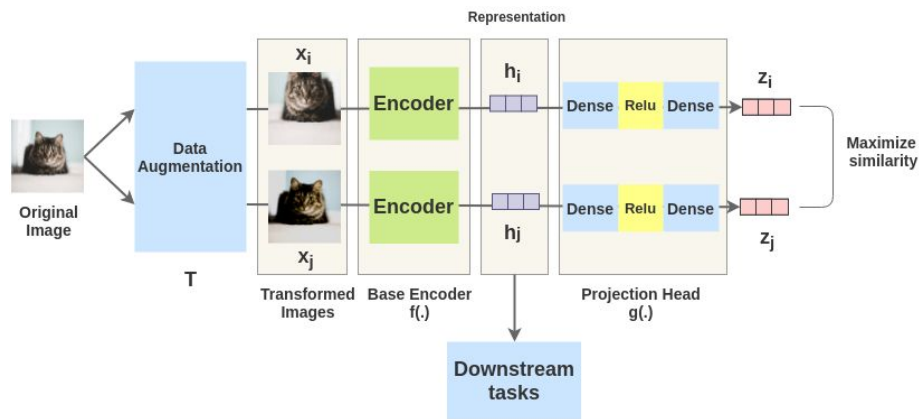 Representation
xi
hi
zi
Encoder
Dense Relu Dense
Data
Augmentation
Maximize
similarity
Original
Image
Encoder
Dense Relu Dense
xj
hj
zj
T
Transformed
Images
Base Encoder
f(.)
Projection Head
g(.)
Downstream
tasks